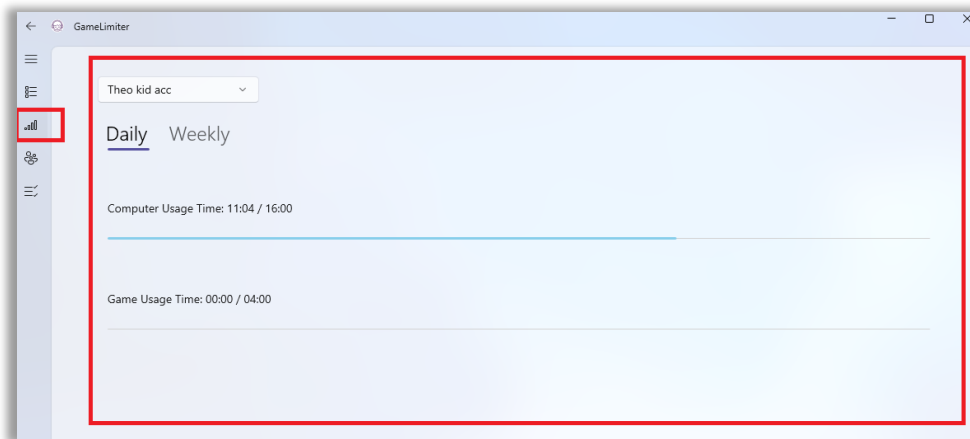 GameLimiter
Theo kid acc
Daily Weekly
Computer Usage Time: 11:04 / 16:00
Game Usage Time: 00:00 / 04:00